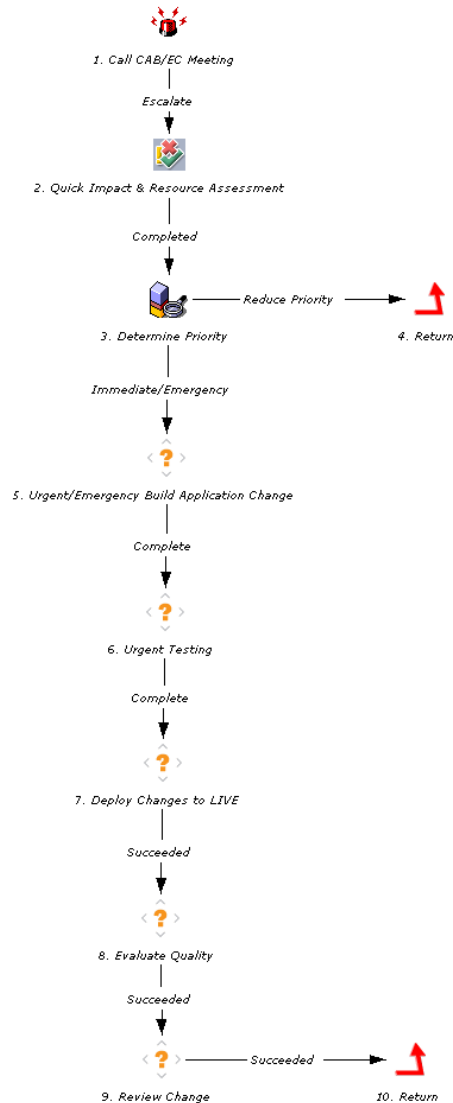 1. Call CAB/EC Meeting
Escalate
2. Quick Impact & Resource Assessment
Completed
Reduce Priority
3. Determine Priority
4. Return
Immediate/Emergency
5. Urgent/Emergency Build Application Change
Complete
6. Urgent Testing
Complete
7. Deploy Changes to LIVE
Succeeded
8. Evaluate Quality
Succeeded
Succeeded
9. Review Change
10. Return